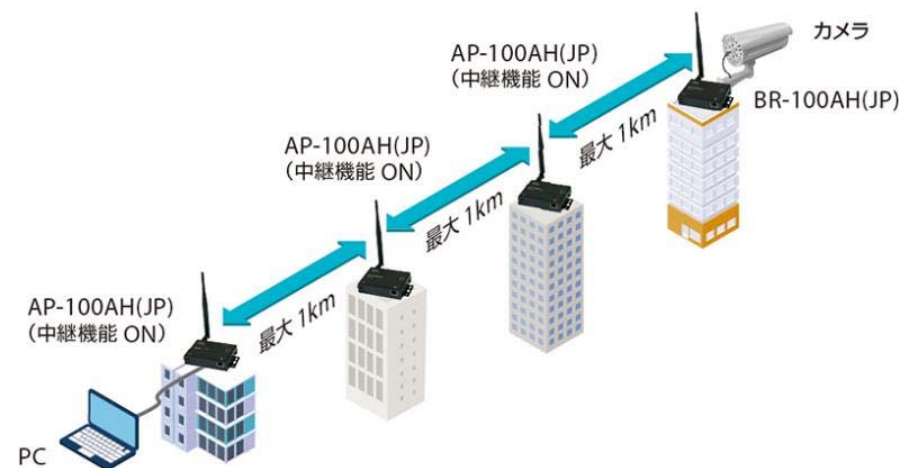 カメラ
AP-100AH(JP)
（中継機能 ON）
BR-100AH(JP)
最大 1km
AP-100AH(JP)
（中継機能 ON）
最大 1km
AP-100AH(JP)
（中継機能 ON）
最大 1km
PC